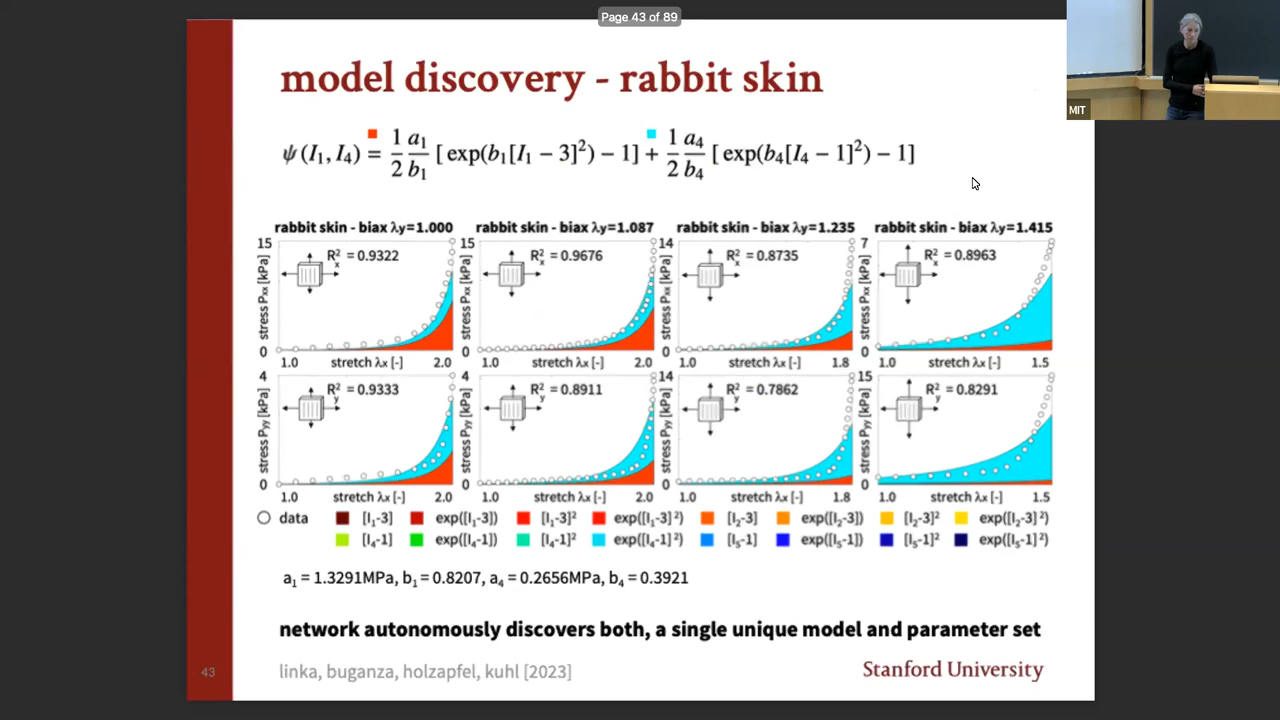 Page 43 of 89
MIT
model discovery - rabbit skin
ψ(I₁, I₄) = 1/2 a₁/b₁ [ exp(b₁[I₁ − 3]²) − 1] + 1/2 a₄/b₄ [ exp(b₄[I₄ − 1]²) − 1]
rabbit skin - biax λy=1.000
rabbit skin - biax λy=1.087
rabbit skin - biax λy=1.235
rabbit skin - biax λy=1.415
15 15 14 7
stress Pxx [kPa] stress Pxx [kPa] stress Pxx [kPa] stress Pxx [kPa]
R²x = 0.9322 R²x = 0.9676 R²x = 0.8735 R²x = 0.8963
0 0 0 0
1.0 stretch λx [-] 2.0 1.0 stretch λx [-] 2.0 1.0 stretch λx [-] 1.8 1.0 stretch λx [-] 1.5
4 4 14 15
stress Pyy [kPa] stress Pyy [kPa] stress Pyy [kPa] stress Pyy [kPa]
R²y = 0.9333 R²y = 0.8911 R²y = 0.7862 R²y = 0.8291
0 0 0 0
1.0 stretch λx [-] 2.0 1.0 stretch λx [-] 2.0 1.0 stretch λx [-] 1.8 1.0 stretch λx [-] 1.5
data [I₁-3] exp([I₁-3]) [I₁-3]² exp([I₁-3]²) [I₂-3] exp([I₂-3]) [I₂-3]² exp([I₂-3]²)
[I₄-1] exp([I₄-1]) [I₄-1]² exp([I₄-1]²) [I₅-1] exp([I₅-1]) [I₅-1]² exp([I₅-1]²)
a₁ = 1.3291MPa, b₁ = 0.8207, a₄ = 0.2656MPa, b₄ = 0.3921
network autonomously discovers both, a single unique model and parameter set
43
linka, buganza, holzapfel, kuhl [2023]
Stanford University